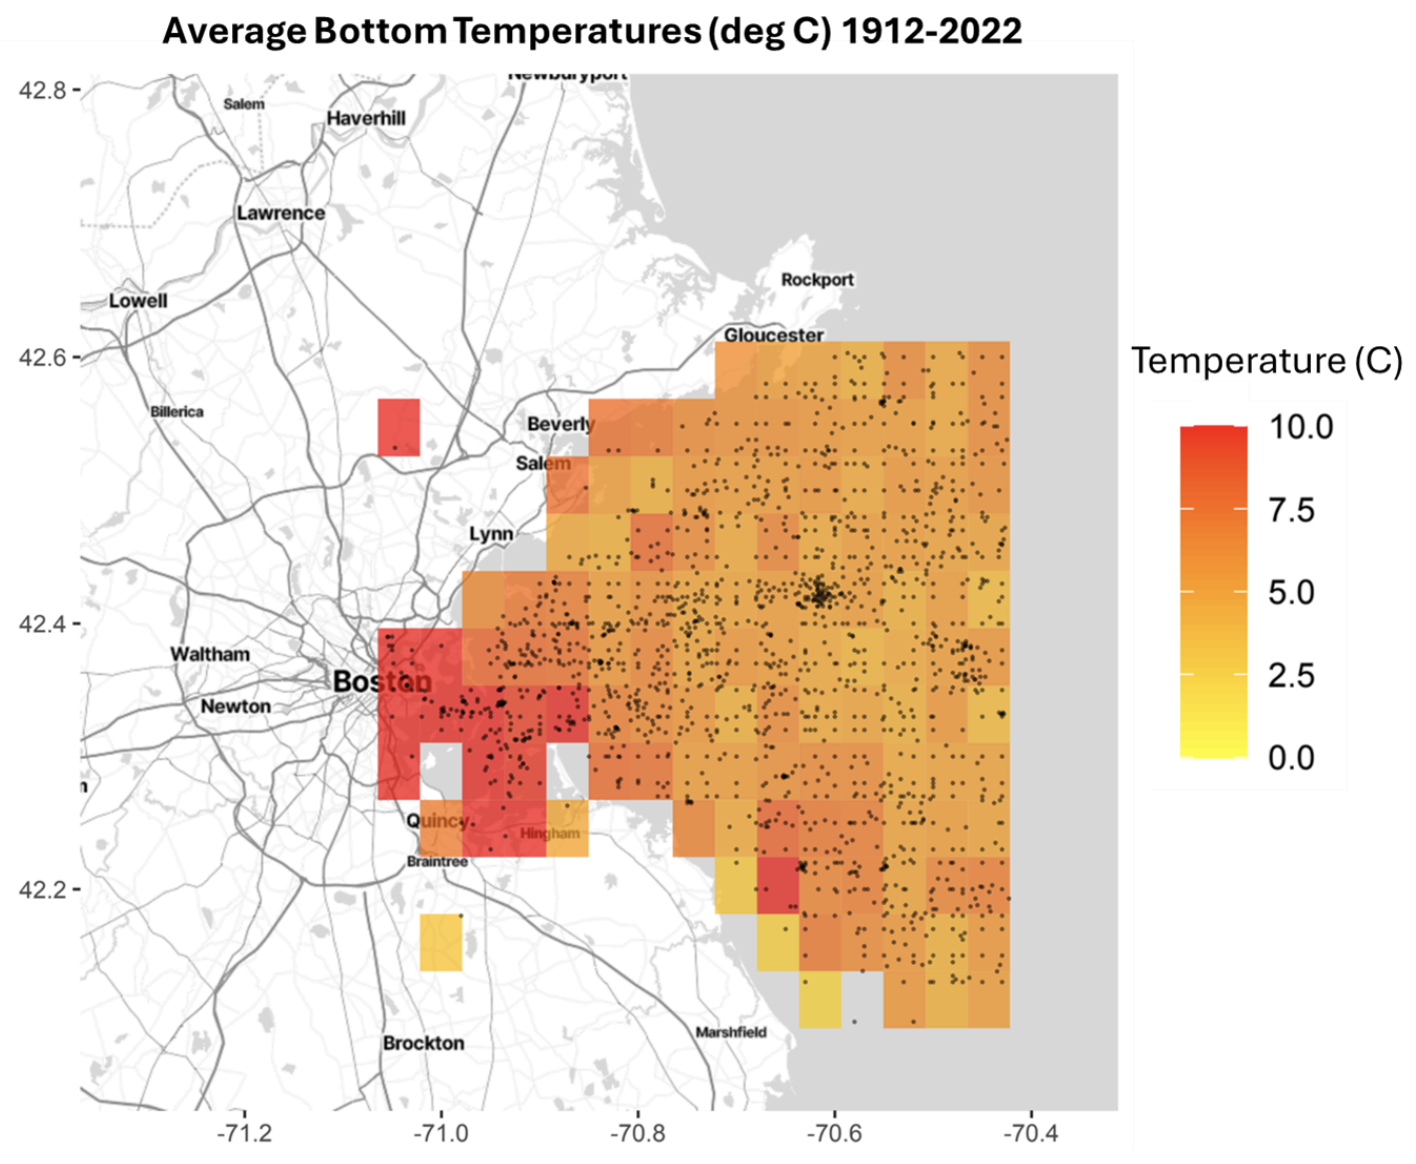 Average Bottom Temperatures (deg C) 1912-2022
Newburyport
42.8
Salem
Haverhill
Lawrence
Rockport
Lowell
Gloucester
42.6
Temperature (C)
Billerica
Beverly
10.0
Salem
7.5
Lynn
5.0
42.4
Waltham
2.5
Boston
Newton
0.0
n
Quincy
Hingham
Braintree
42.2
Marshfield
Brockton
-71.2
-71.0
-70.8
-70.6
-70.4